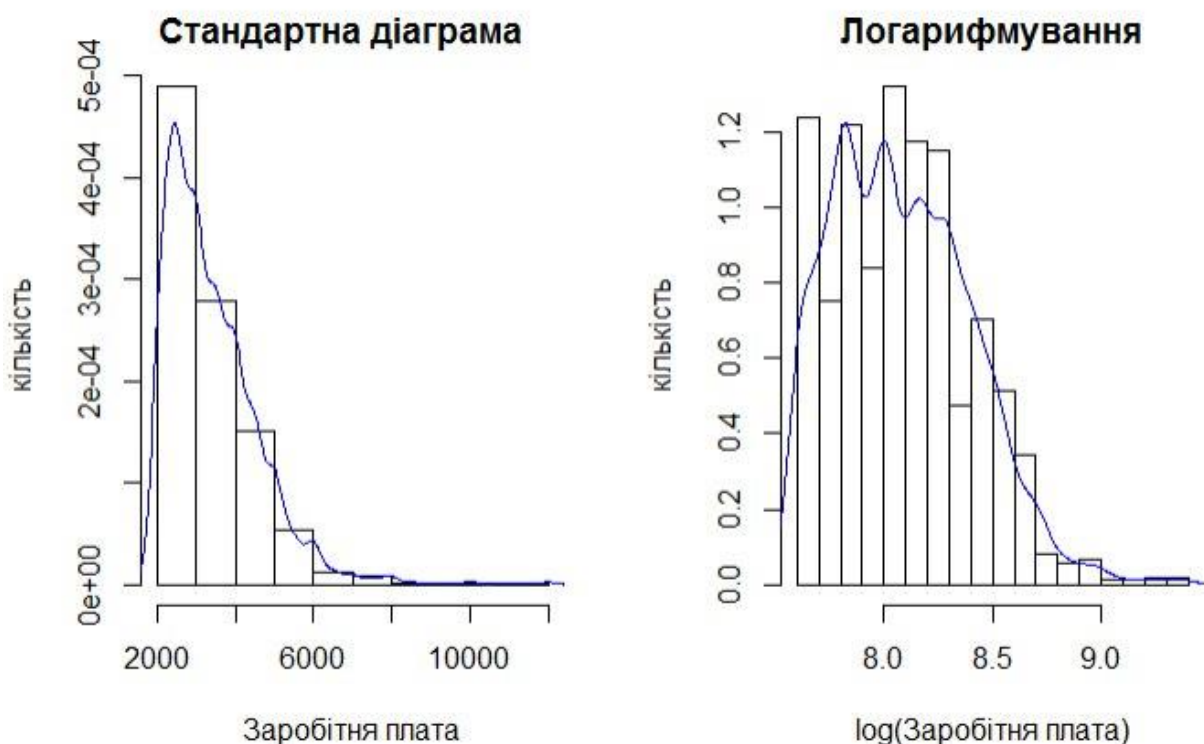 Стандартна діаграма
кількість
0e+00
2e-04
3e-04
4e-04
5e-04
2000
6000
10000
Заробітня плата
Логарифмування
кількість
0.0
0.2
0.4
0.6
0.8
1.0
1.2
8.0
8.5
9.0
log(Заробітня плата)